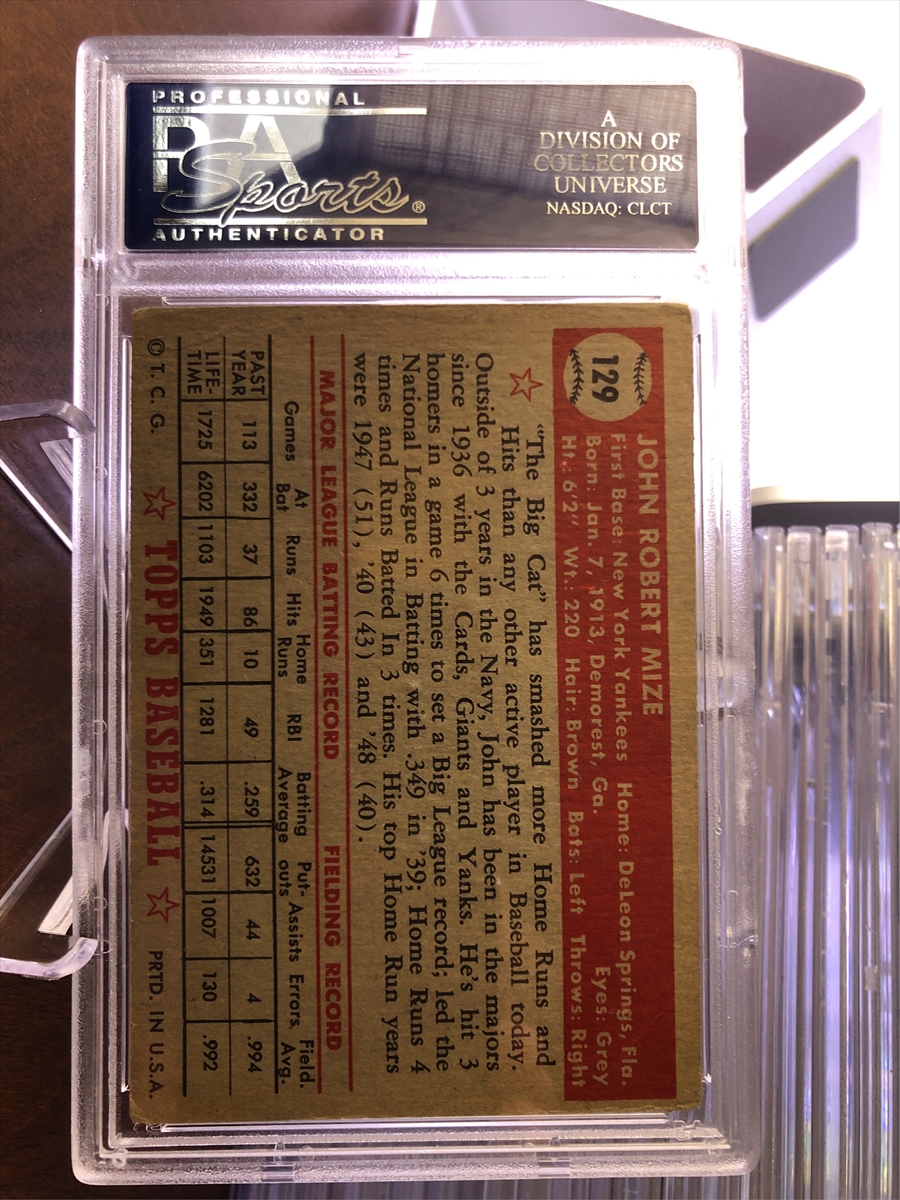 PROFESSIONAL
PSA
Sports®
AUTHENTICATOR
A
DIVISION OF
COLLECTORS
UNIVERSE
NASDAQ: CLCT
129
JOHN ROBERT MIZE
First Base: New York Yankees Home: DeLeon Springs, Fla.
Born: Jan. 7, 1913, Demorest, Ga. Eyes: Grey
Ht.: 6'2" Wt.: 220 Hair: Brown Bats: Left Throws: Right
"The Big Cat" has smashed more Home Runs and
Hits than any other active player in Baseball today.
Outside of 3 years in the Navy, John has been in the majors
since 1936 with the Cards, Giants and Yanks. He's hit 3
homers in a game 6 times to set a Big League record; led the
National League in Batting with .349 in '39; Home Runs 4
times and Runs Batted In 3 times. His top Home Run years
were 1947 (51), '40 (43) and '48 (40).
MAJOR LEAGUE BATTING RECORD FIELDING RECORD
Games At Bat Runs Hits Home Runs RBI Batting Average Put-outs Assists Errors Field. Avg.
PAST YEAR 113 332 37 86 10 49 .259 632 44 4 .994
LIFE-TIME 1725 6202 1103 1949 351 1281 .314 14531 1007 130 .992
© T. C. G. ☆ TOPPS BASEBALL ☆ PRTD. IN U.S.A.